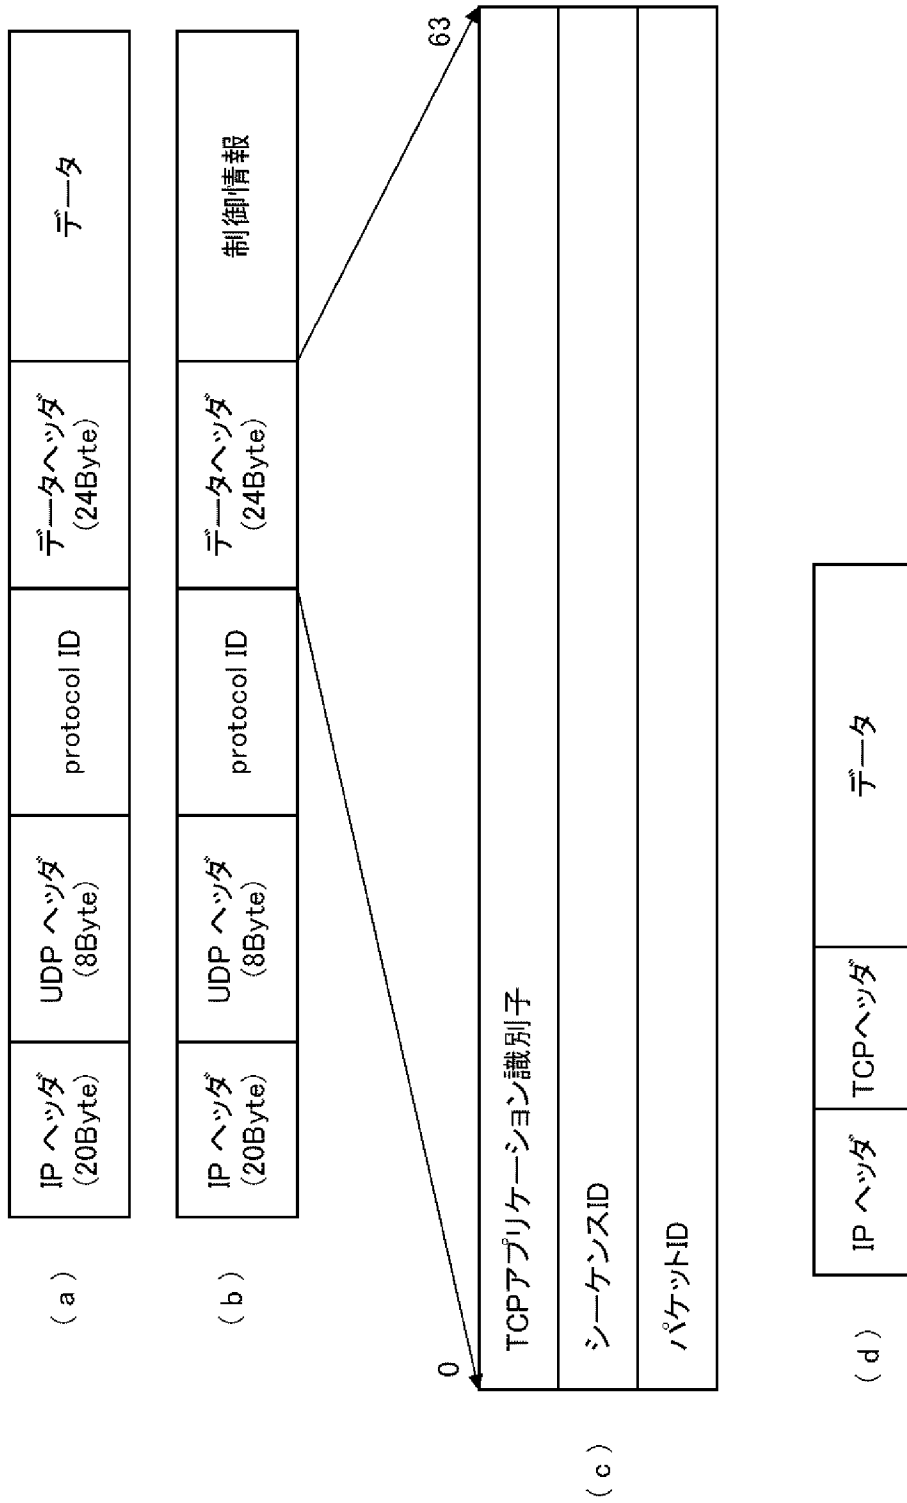 (a)
IP ヘッダ
(20Byte)
UDP ヘッダ
(8Byte)
protocol ID
データヘッダ
(24Byte)
データ
(b)
IP ヘッダ
(20Byte)
UDP ヘッダ
(8Byte)
protocol ID
データヘッダ
(24Byte)
制御情報
0
63
(c)
TCPアプリケーション識別子
シーケンスID
パケットID
(d)
IP ヘッダ
TCPヘッダ
データ